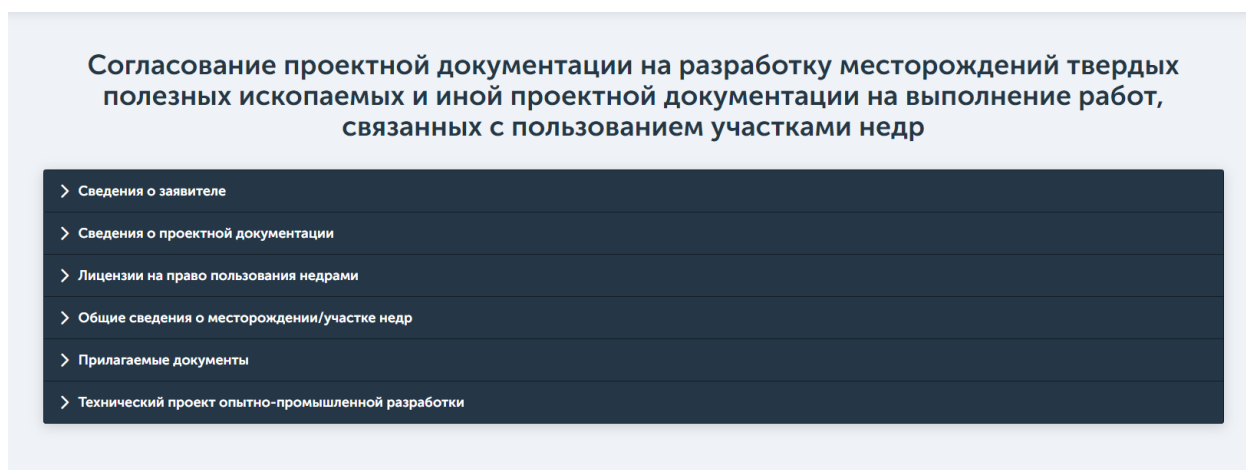 Согласование проектной документации на разработку месторождений твердых
полезных ископаемых и иной проектной документации на выполнение работ,
связанных с пользованием участками недр
Сведения о заявителе
Сведения о проектной документации
Лицензии на право пользования недрами
Общие сведения о месторождении/участке недр
Прилагаемые документы
Технический проект опытно-промышленной разработки